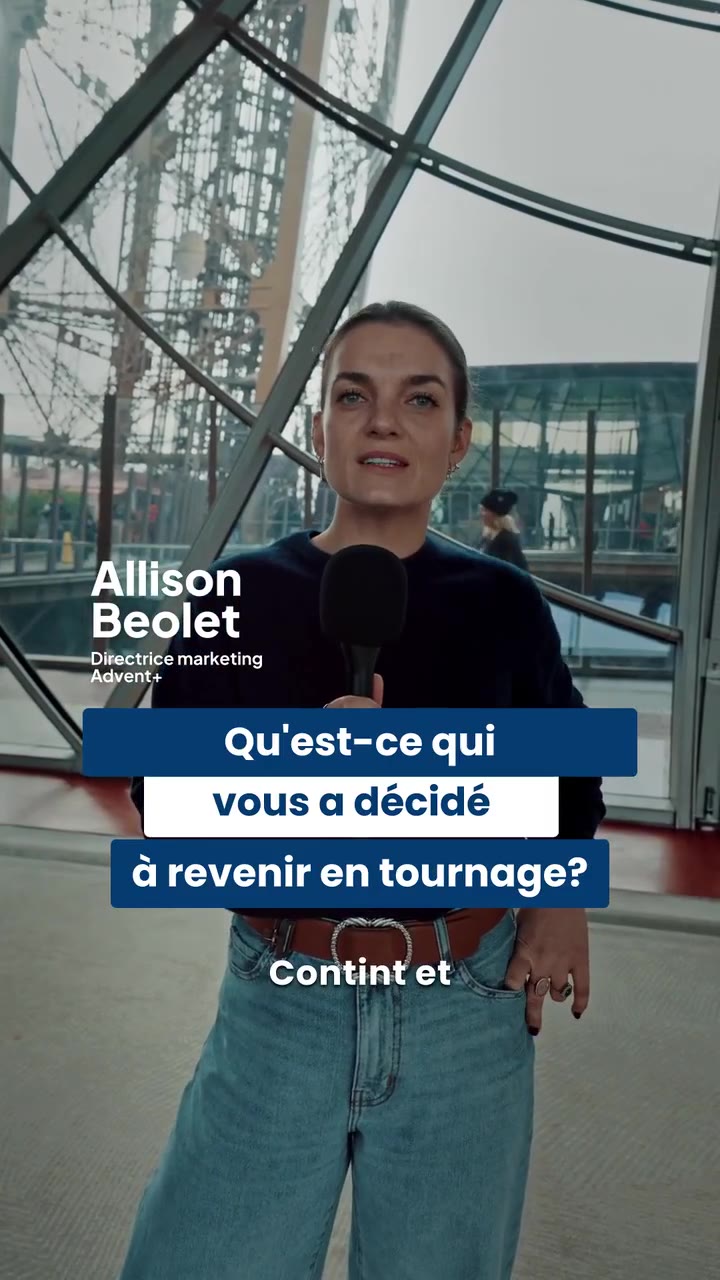 Allison
Beolet
Directrice marketing
Advent+
Qu'est-ce qui
vous a décidé
à revenir en tournage?
Contint et